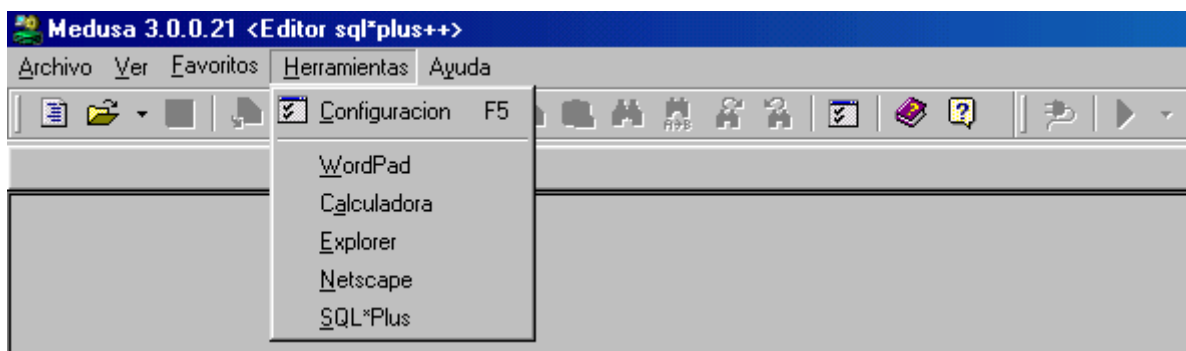 Medusa 3.0.0.21 <Editor sql*plus++>
Archivo Ver Favoritos Herramientas Ayuda
Configuracion F5
A→B
WordPad
Calculadora
Explorer
Netscape
SQL*Plus